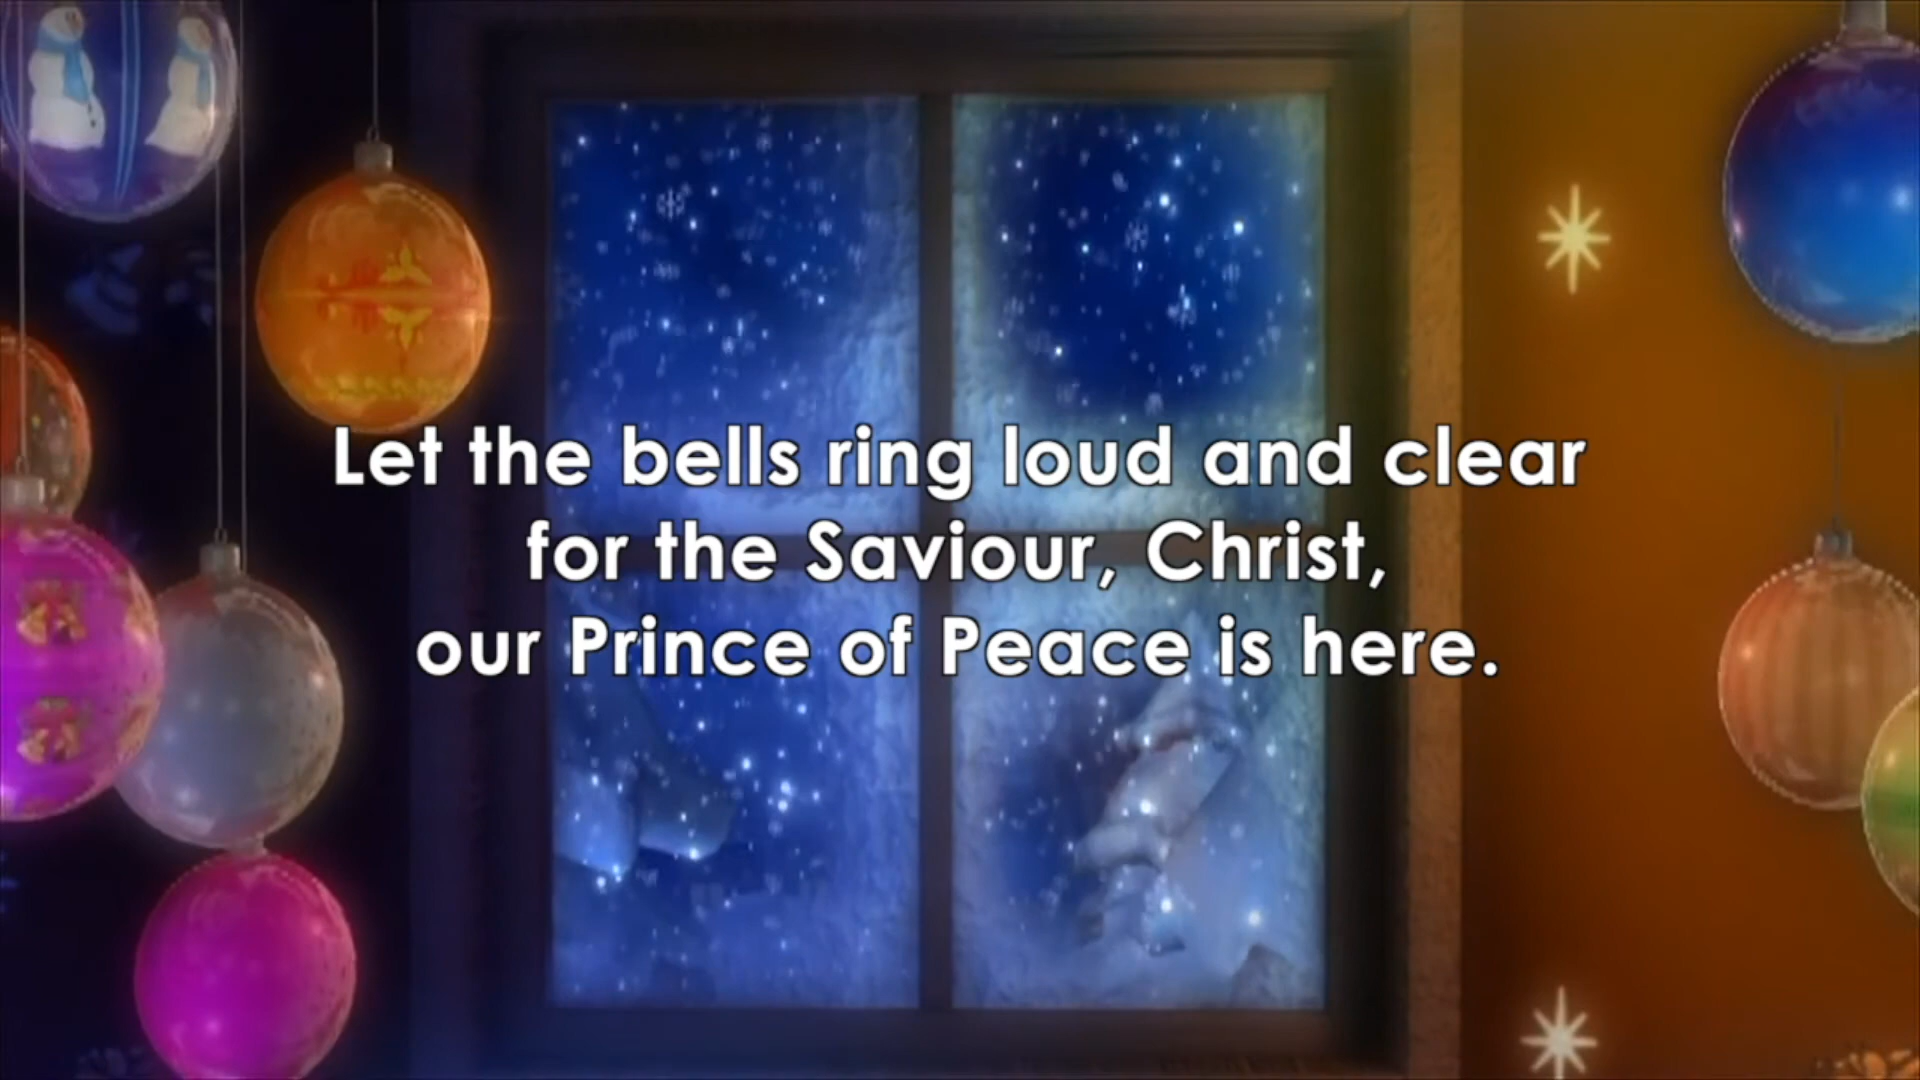 Let the bells ring loud and clear
for the Saviour, Christ,
our Prince of Peace is here.